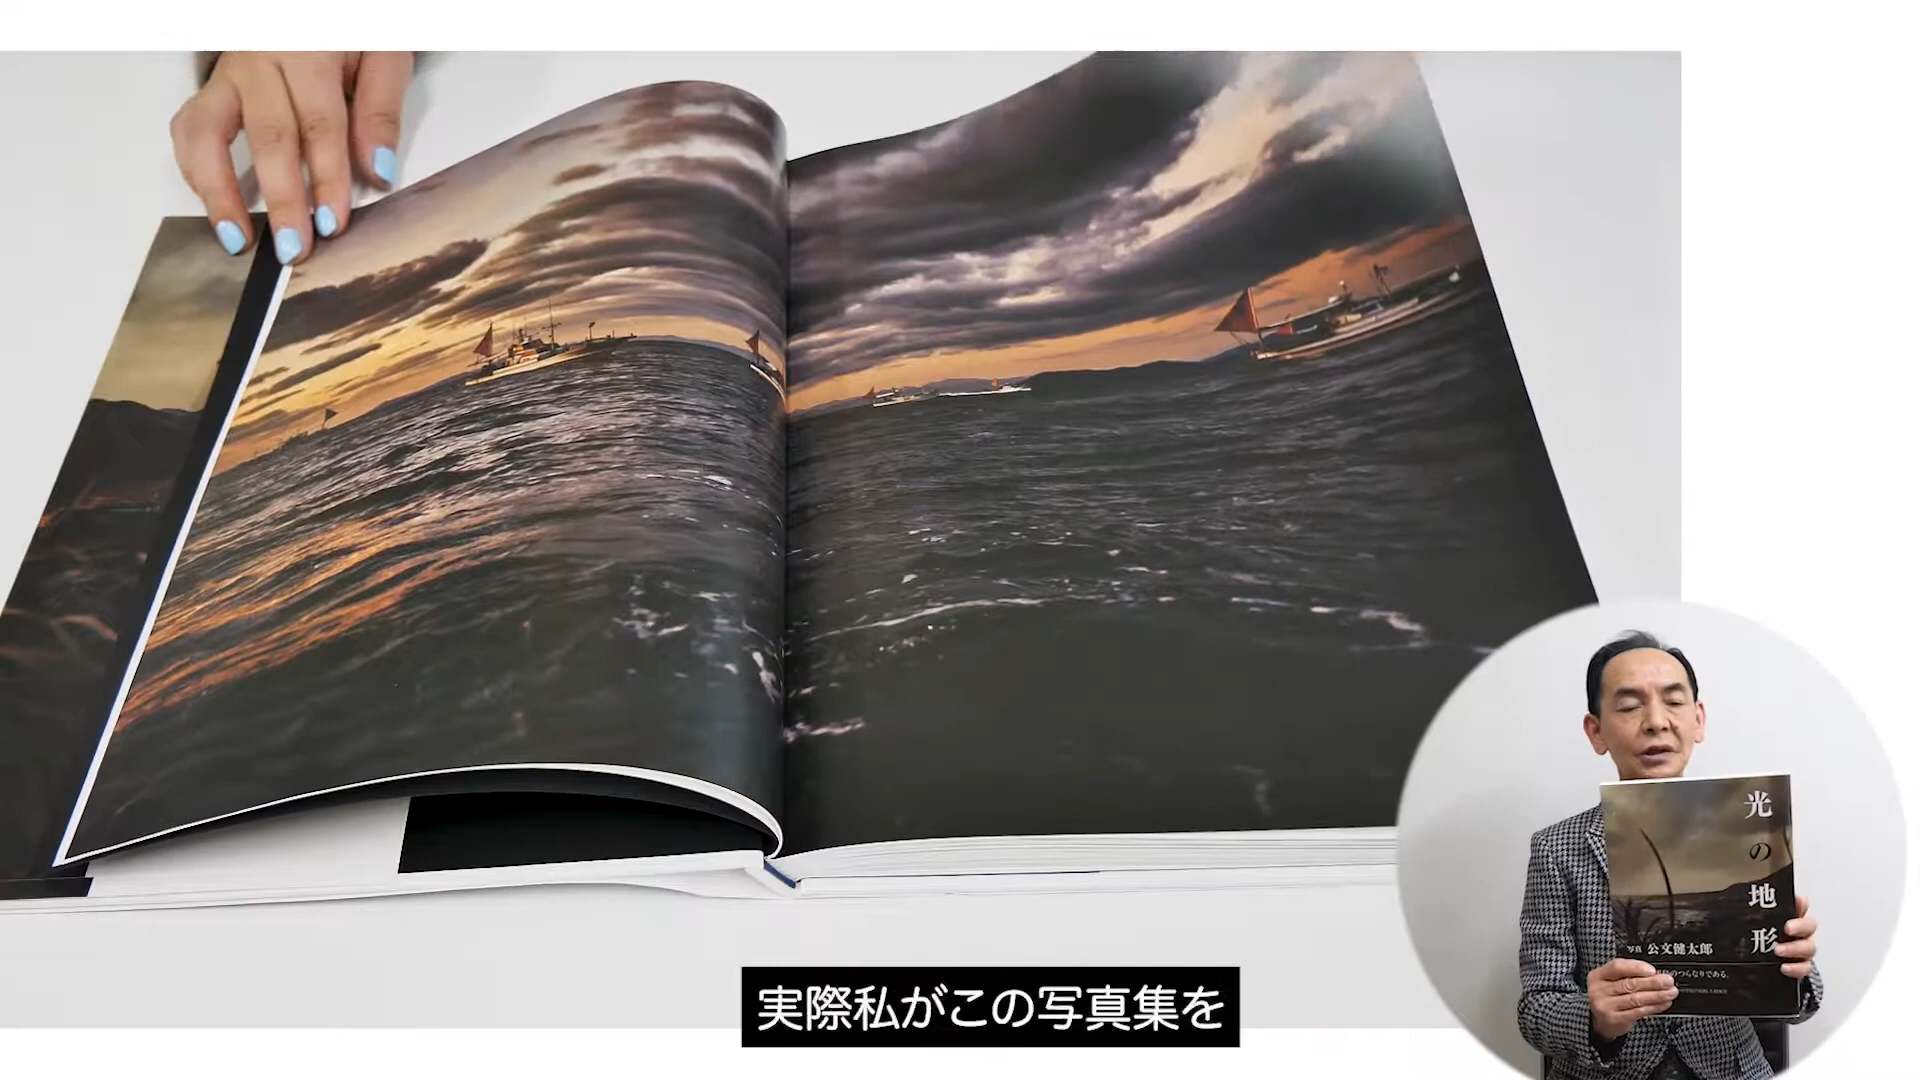 光の地形
写真 公文健太郎
のつらなりである。
実際私がこの写真集を